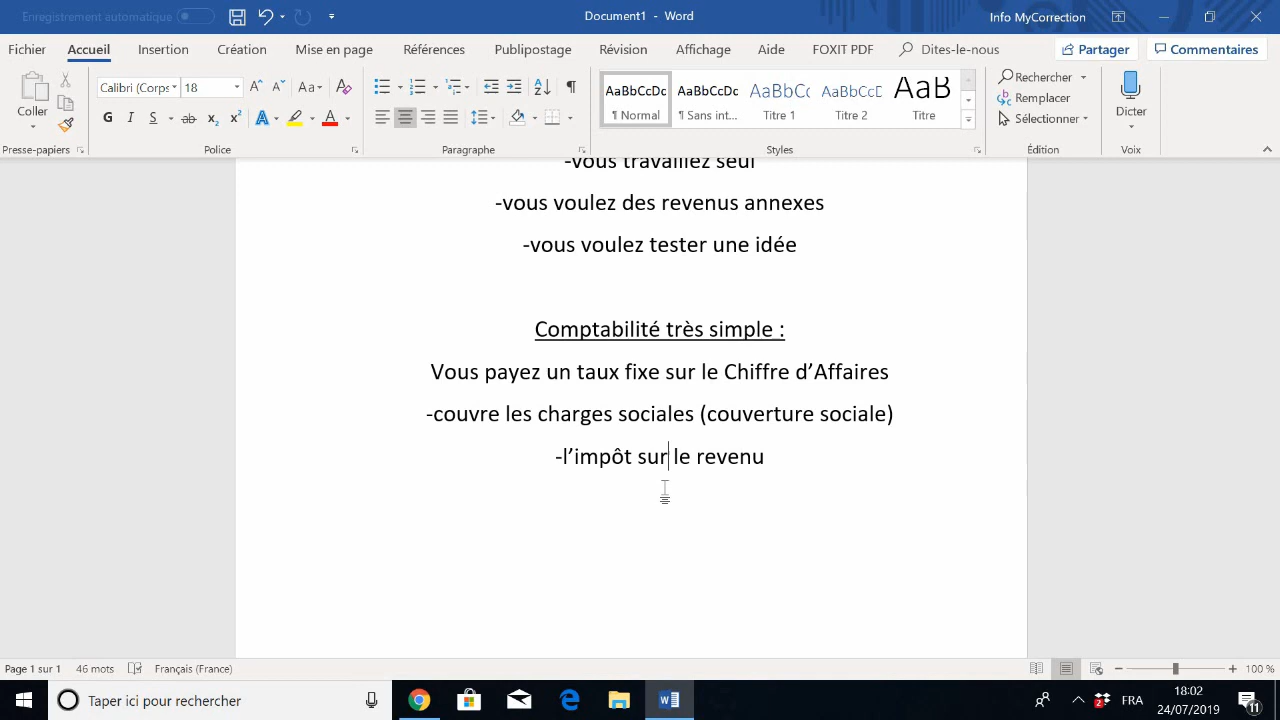 Enregistrement automatique
Document1 - Word
Info MyCorrection
Fichier Accueil Insertion Création Mise en page Références Publipostage Révision Affichage Aide FOXIT PDF Dites-le-nous Partager Commentaires
Coller
Calibri (Corps 18
AaBbCcDc AaBbCcDc AaBbCc AaBbCcD AaB
¶ Normal ¶ Sans int... Titre 1 Titre 2 Titre
Rechercher
Remplacer
Sélectionner
Dicter
Presse-papiers Police Paragraphe Styles Édition Voix
-vous travaillez seul
-vous voulez des revenus annexes
-vous voulez tester une idée
Comptabilité très simple :
Vous payez un taux fixe sur le Chiffre d’Affaires
-couvre les charges sociales (couverture sociale)
-l’impôt sur le revenu
Page 1 sur 1 46 mots Français (France) 100 %
Taper ici pour rechercher
FRA
18:02
24/07/2019